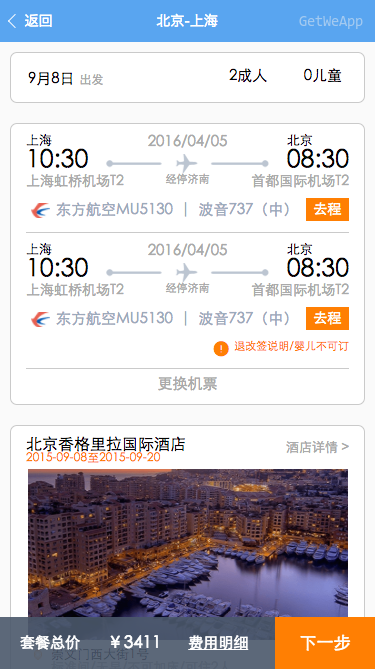 返回 北京-上海 GetWeApp
9月8日 出发 2成人 0儿童
上海 2016/04/05 北京
10:30 08:30
上海虹桥机场T2 经停济南 首都国际机场T2
东方航空MU5130 | 波音737（中） 去程
上海 2016/04/05 北京
10:30 08:30
上海虹桥机场T2 经停济南 首都国际机场T2
东方航空MU5130 | 波音737（中） 去程
! 退改签说明/婴儿不可订
更换机票
北京香格里拉国际酒店 酒店详情 >
2015-09-08至2015-09-20
套餐总价 ￥3411 费用明细 下一步
崇文门西大街1号